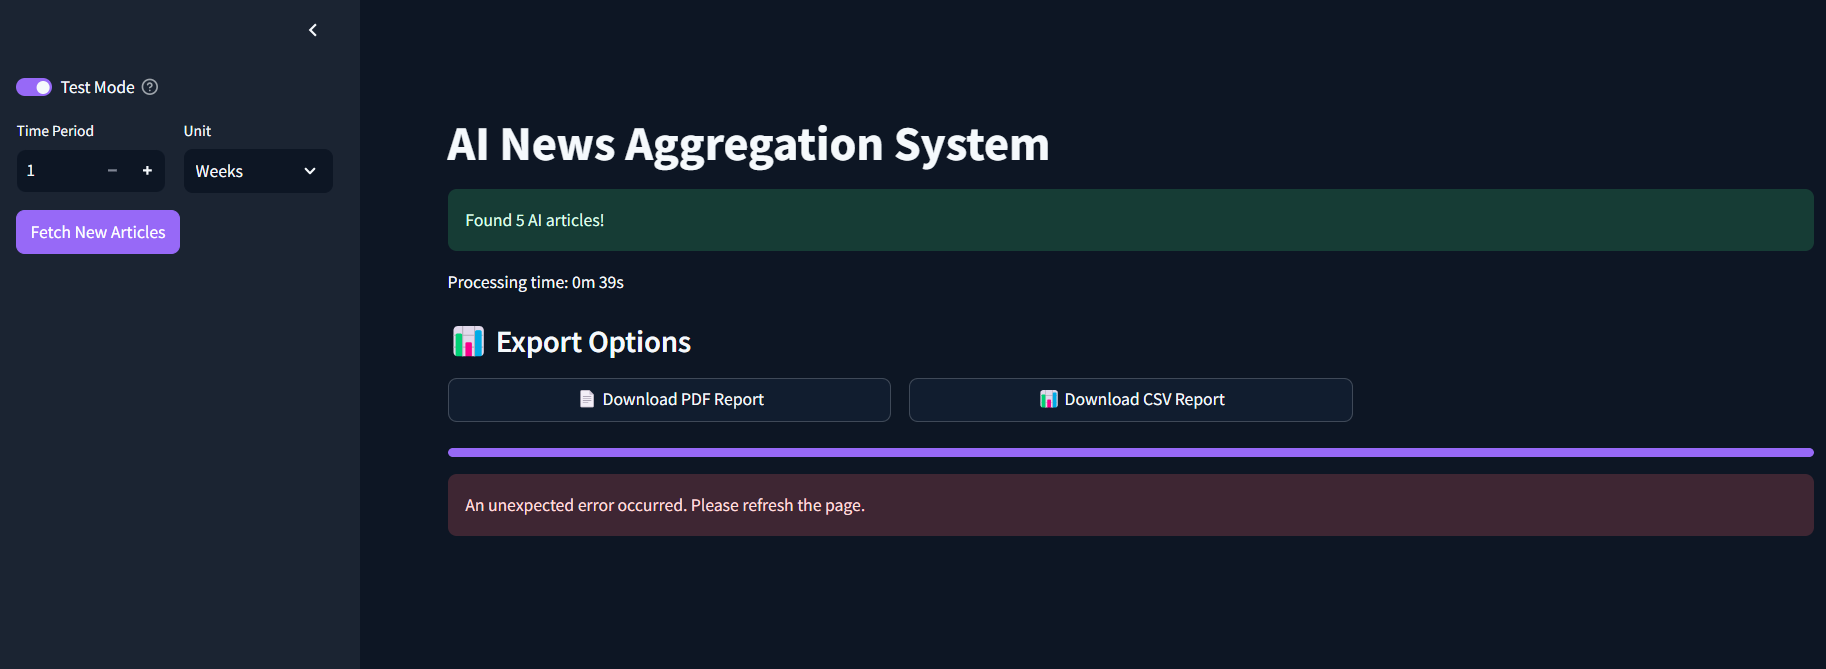 Test Mode
Time Period
Unit
1
Weeks
Fetch New Articles
AI News Aggregation System
Found 5 AI articles!
Processing time: 0m 39s
Export Options
Download PDF Report
Download CSV Report
An unexpected error occurred. Please refresh the page.